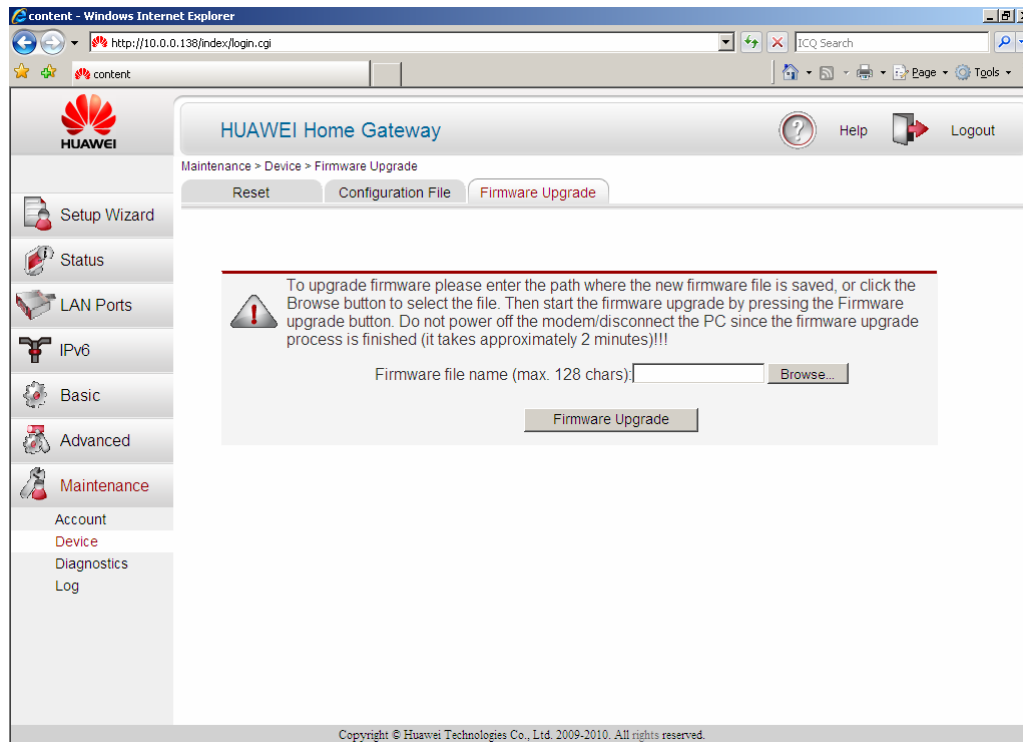 content - Windows Internet Explorer
http://10.0.0.138/index/login.cgi
ICQ Search
content
Page
Tools
HUAWEI
HUAWEI Home Gateway
Help
Logout
Maintenance > Device > Firmware Upgrade
Reset
Configuration File
Firmware Upgrade
Setup Wizard
Status
LAN Ports
IPv6
Basic
Advanced
Maintenance
Account
Device
Diagnostics
Log
To upgrade firmware please enter the path where the new firmware file is saved, or click the
Browse button to select the file. Then start the firmware upgrade by pressing the Firmware
upgrade button. Do not power off the modem/disconnect the PC since the firmware upgrade
process is finished (it takes approximately 2 minutes)!!!
Firmware file name (max. 128 chars):
Browse...
Firmware Upgrade
Copyright © Huawei Technologies Co., Ltd. 2009-2010. All rights reserved.